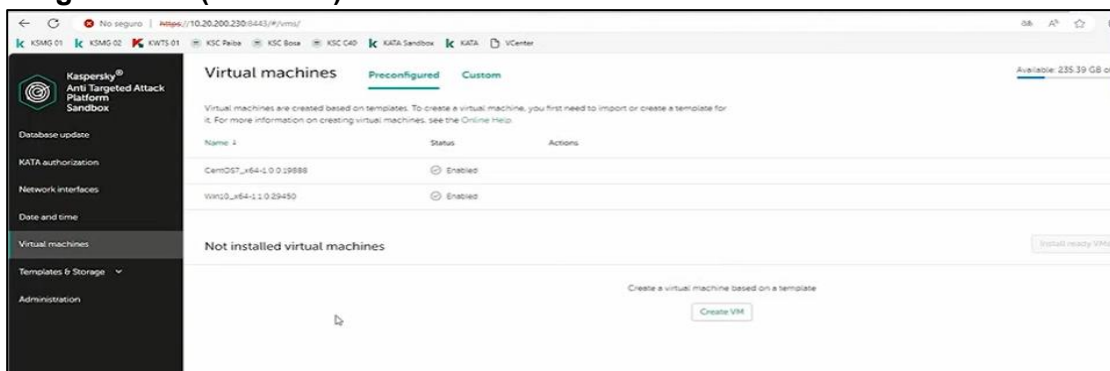 No seguro | https://10.20.200.230:8443/#/vms/
KSMG 01 KSMG 02 KWTS-01 KSC Paiba KSC Bosa KSC C4D KATA Sandbox KATA VCenter
Kaspersky®
Anti Targeted Attack
Platform
Sandbox
Database update
KATA authorization
Network interfaces
Date and time
Virtual machines
Templates & Storage
Administration
Virtual machines Preconfigured Custom
Available: 235.39 GB
Virtual machines are created based on templates. To create a virtual machine, you first need to import or create a template for
it. For more information on creating virtual machines, see the Online Help.
Name Status Actions
CentOS7_x64-1.0.0.19888 Enabled
Win10_x64-1.1.0.29450 Enabled
Not installed virtual machines Install ready VMs
Create a virtual machine based on a template
Create VM